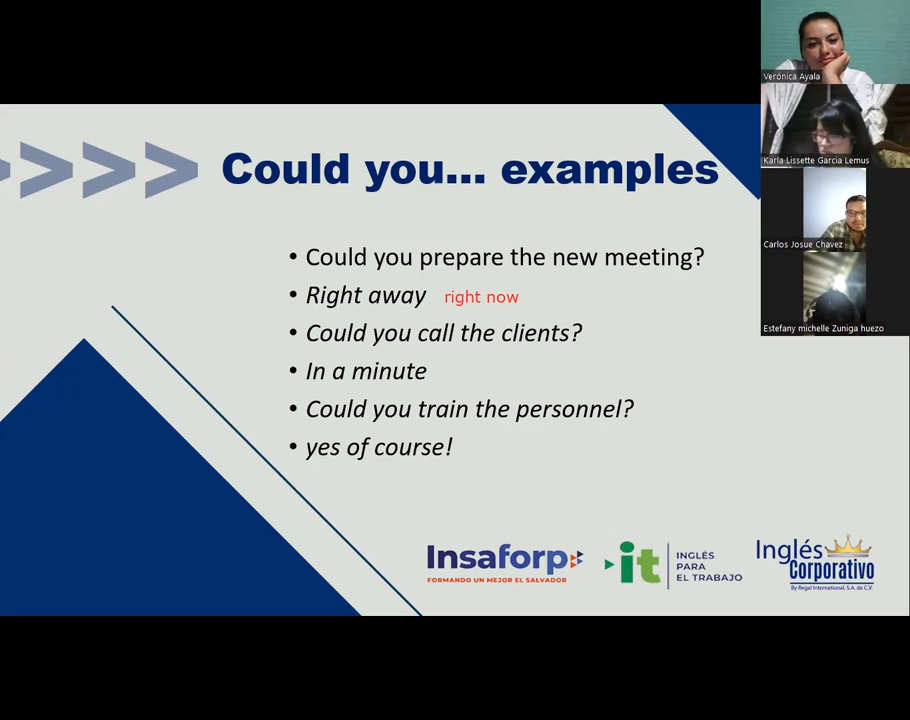 Verónica Ayala
Karla Lissette Garcia Lemus
Carlos Josue Chavez
Estefany michelle Zuniga huezo
>>>>
Could you... examples
• Could you prepare the new meeting?
• Right away right now
• Could you call the clients?
• In a minute
• Could you train the personnel?
• yes of course!
Insaforp
FORMANDO UN MEJOR EL SALVADOR
it
INGLÉS
PARA
EL TRABAJO
Inglés
Corporativo
By Regal International, S.A. de C.V.